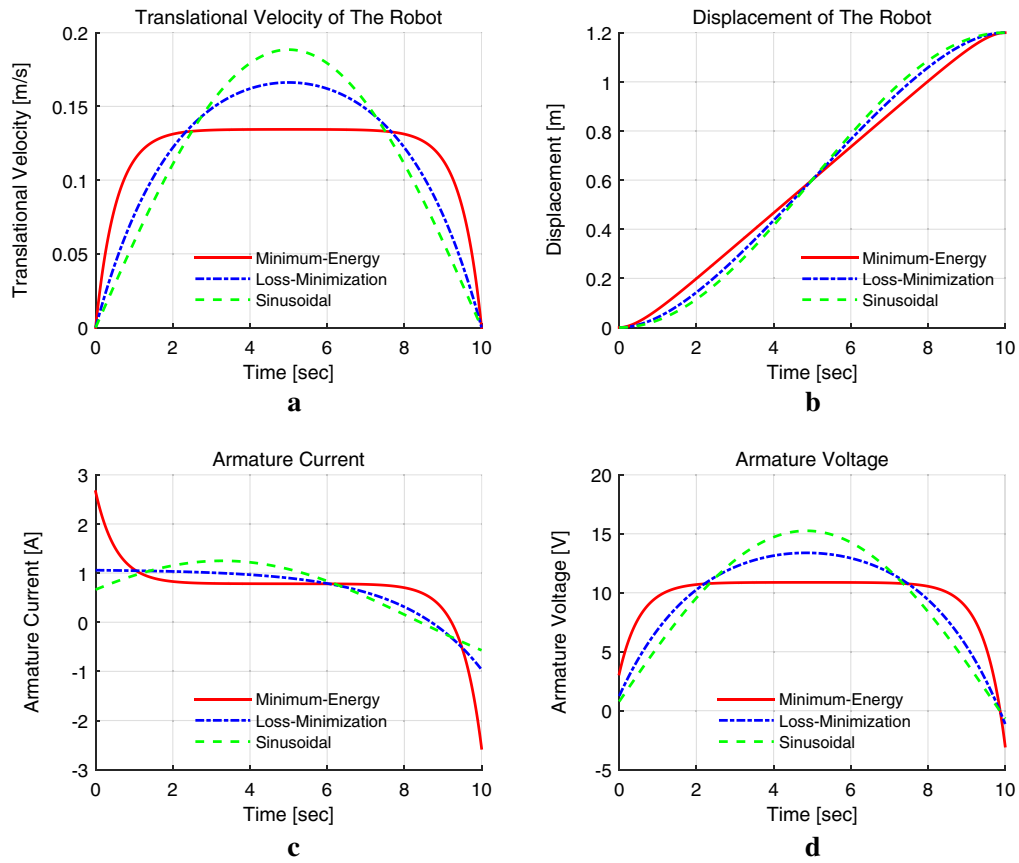 Translational Velocity of The Robot
Translational Velocity [m/s]
0.2
0.15
0.1
0.05
0
Minimum-Energy
Loss-Minimization
Sinusoidal
0 2 4 6 8 10
Time [sec]
a
Displacement of The Robot
Displacement [m]
1.2
1
0.8
0.6
0.4
0.2
0
Minimum-Energy
Loss-Minimization
Sinusoidal
0 2 4 6 8 10
Time [sec]
b
Armature Current
Armature Current [A]
3
2
1
0
-1
-2
-3
Minimum-Energy
Loss-Minimization
Sinusoidal
0 2 4 6 8 10
Time [sec]
c
Armature Voltage
Armature Voltage [V]
20
15
10
5
0
-5
Minimum-Energy
Loss-Minimization
Sinusoidal
0 2 4 6 8 10
Time [sec]
d